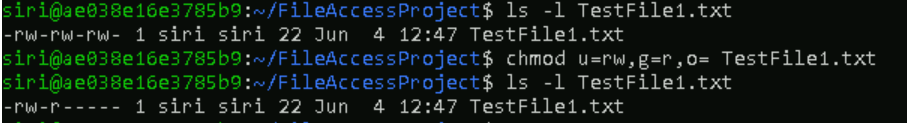 siri@ae038e16e3785b9:~/FileAccessProject$ ls -l TestFile1.txt
-rw-rw-rw- 1 siri siri 22 Jun  4 12:47 TestFile1.txt
siri@ae038e16e3785b9:~/FileAccessProject$ chmod u=rw,g=r,o= TestFile1.txt
siri@ae038e16e3785b9:~/FileAccessProject$ ls -l TestFile1.txt
-rw-r----- 1 siri siri 22 Jun  4 12:47 TestFile1.txt